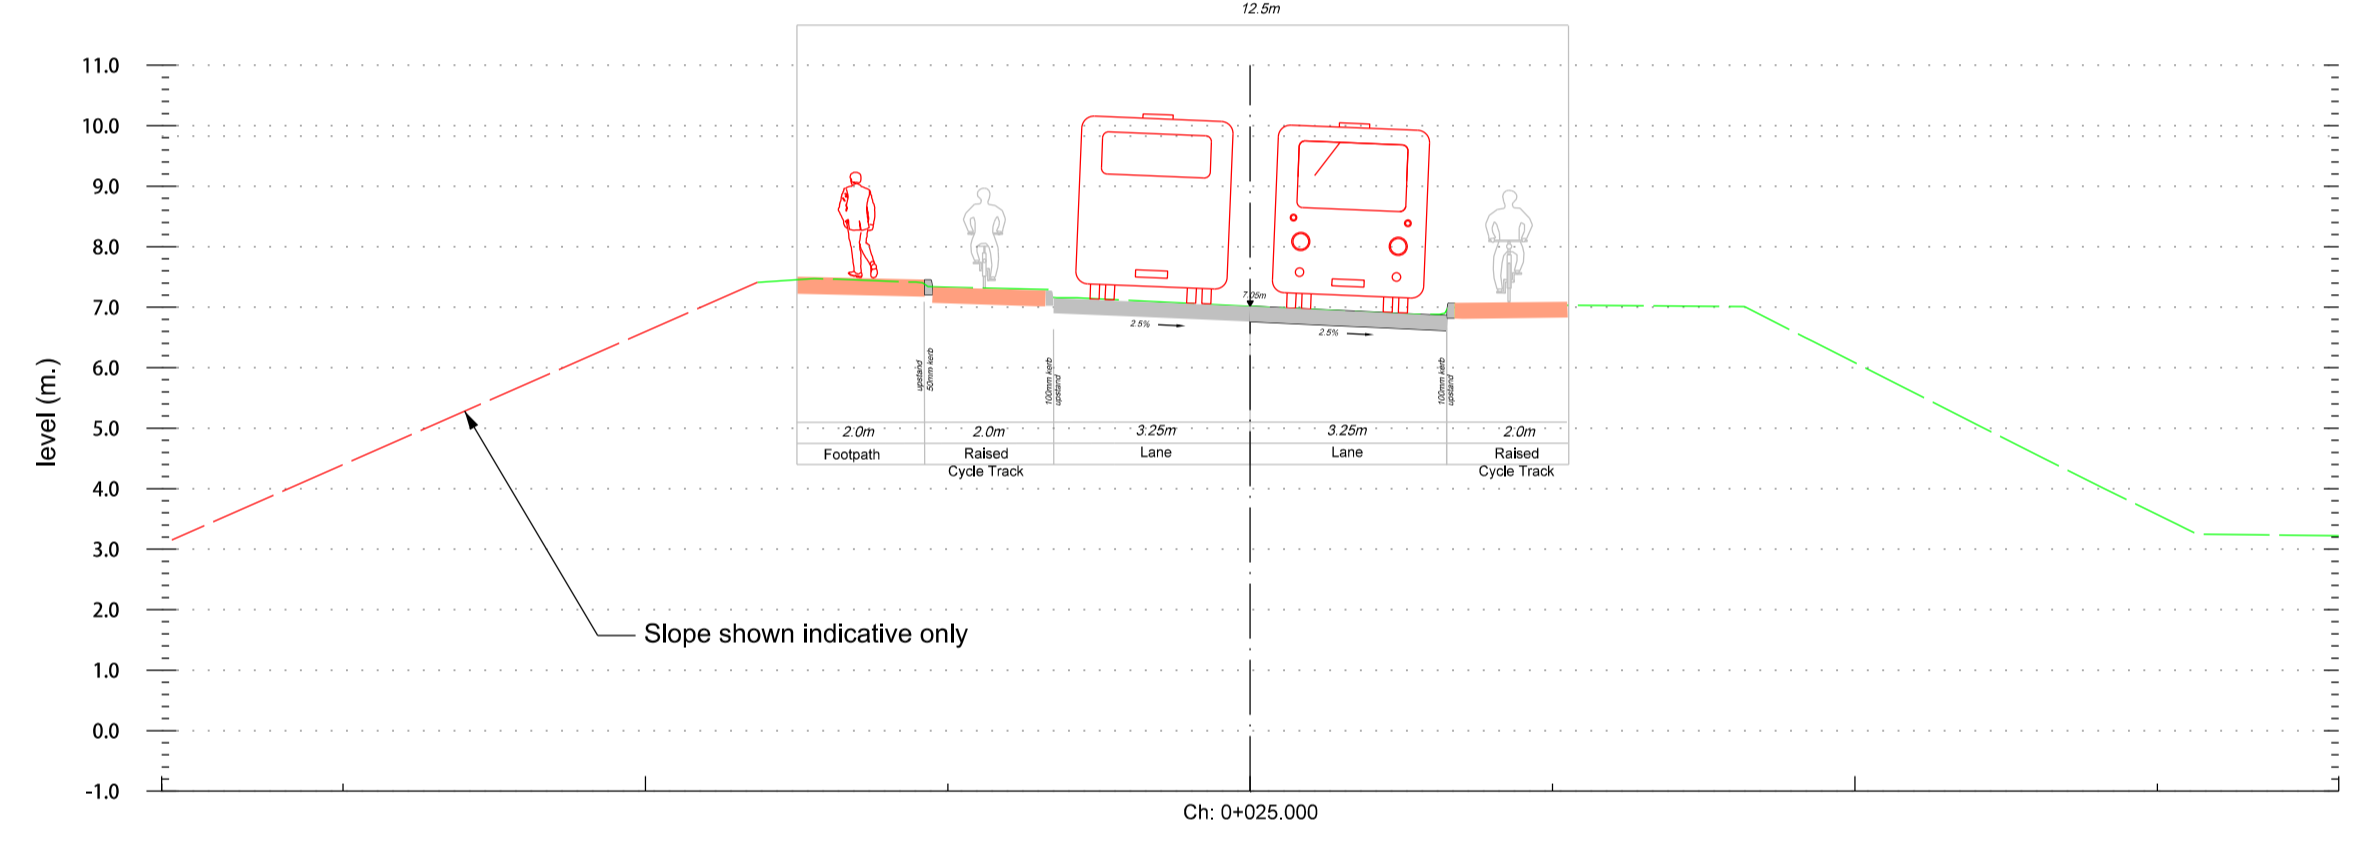 12.5m
11.0
10.0
9.0
8.0
7.0
6.0
5.0
4.0
3.0
2.0
1.0
0.0
-1.0
level (m.)
7.05m
2.5%
2.5%
upstand
50mm kerb
100mm kerb
upstand
100mm kerb
upstand
2.0m
2.0m
3.25m
3.25m
2.0m
Footpath
Raised
Cycle Track
Lane
Lane
Raised
Cycle Track
Slope shown indicative only
Ch: 0+025.000